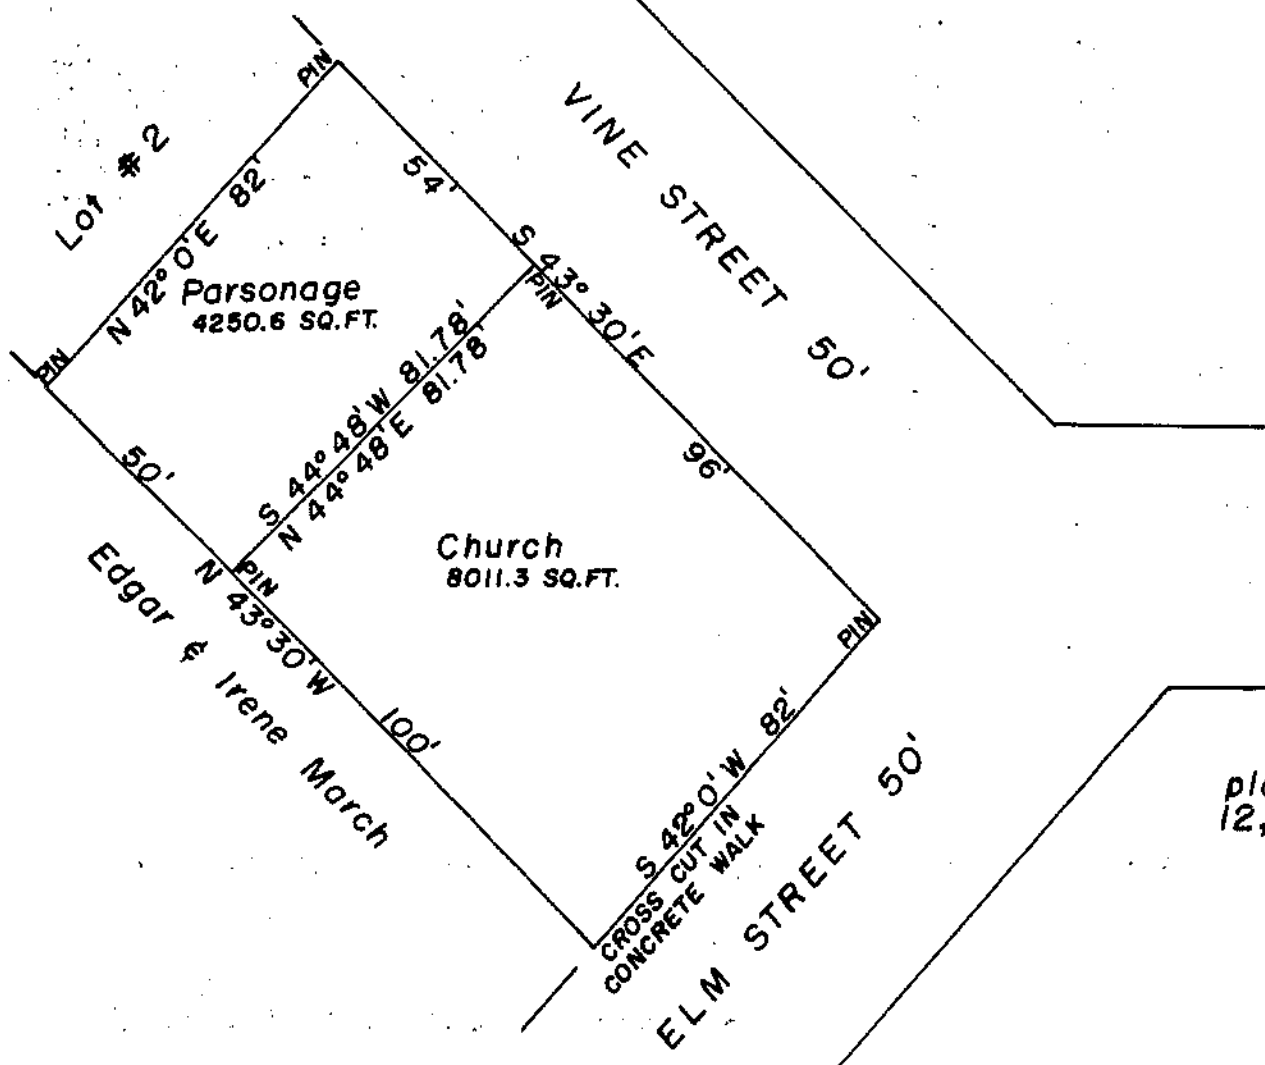 PIN
Lot #2
N 42° 0' E 82'
54'
VINE STREET 50'
S 43° 30' E
Parsonage
4250.6 SQ.FT.
PIN
PIN
S 44° 48' W 81.78'
N 44° 48' E 81.78'
50'
96'
Church
8011.3 SQ.FT.
PIN
N 43° 30' W
Edgar & Irene March
100'
PIN
S 42° 0' W 82'
CROSS CUT IN
CONCRETE WALK
ELM STREET 50'
12,